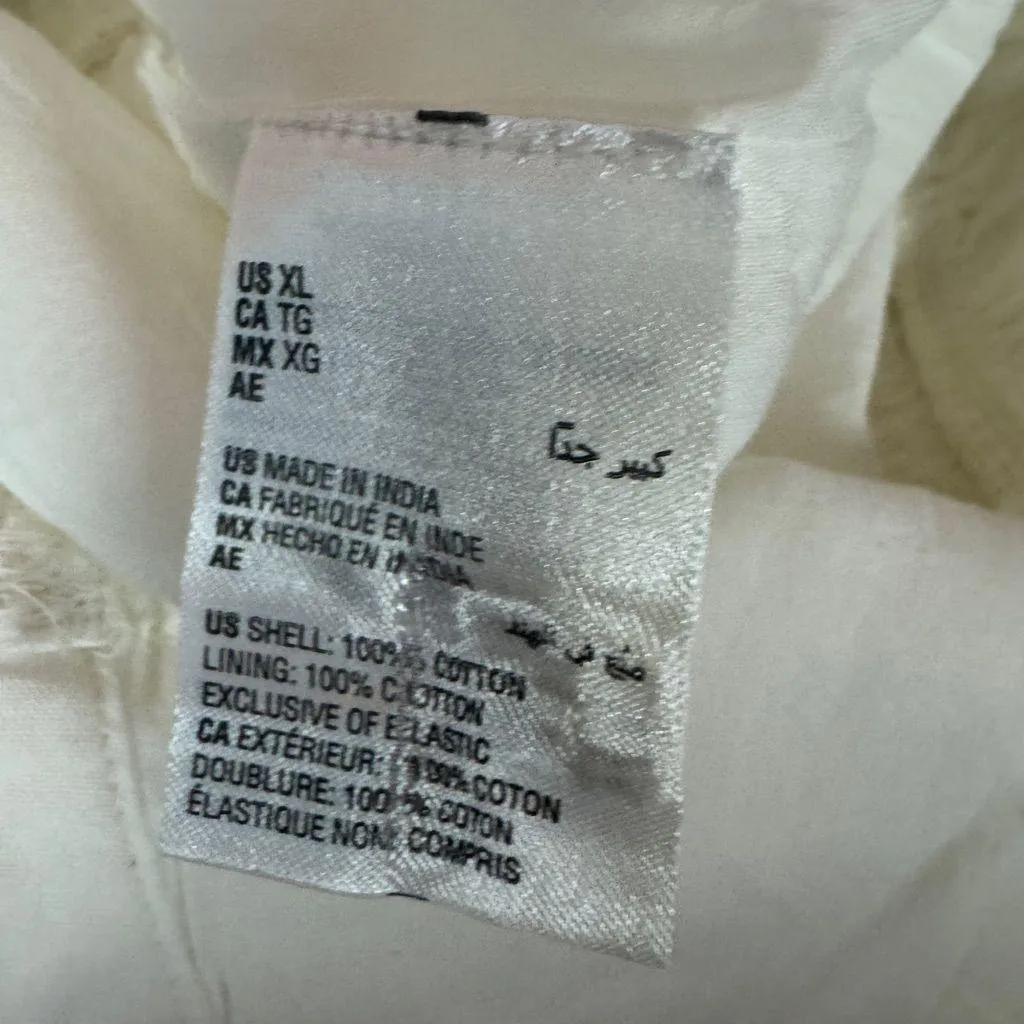 US XL
CA TG
MX XG
AE
كبير جدًا
US MADE IN INDIA
CA FABRIQUÉ EN INDE
MX HECHO EN INDIA
AE
صُنع في الهند
US SHELL: 100% COTTON
LINING: 100% COTTON
EXCLUSIVE OF ELASTIC
CA EXTÉRIEUR: 100% COTON
DOUBLURE: 100 % COTON
ÉLASTIQUE NON COMPRIS